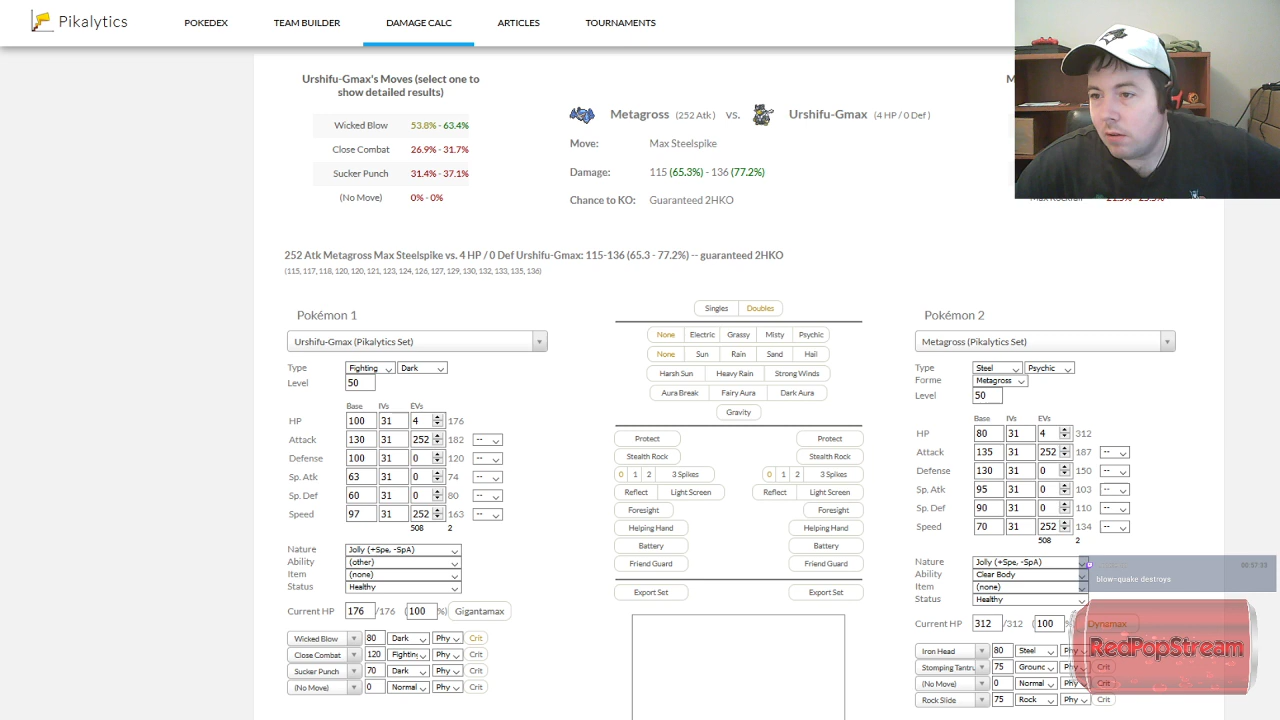 Pikalytics
POKEDEX
TEAM BUILDER
DAMAGE CALC
ARTICLES
TOURNAMENTS
Urshifu-Gmax's Moves (select one to
show detailed results)
Wicked Blow 53.8% - 63.4%
Close Combat 26.9% - 31.7%
Sucker Punch 31.4% - 37.1%
(No Move) 0% - 0%
Metagross (252 Atk) vs. Urshifu-Gmax (4 HP / 0 Def )
Move: Max Steelspike
Damage: 115 (65.3%) - 136 (77.2%)
Chance to KO: Guaranteed 2HKO
252 Atk Metagross Max Steelspike vs. 4 HP / 0 Def Urshifu-Gmax: 115-136 (65.3 - 77.2%) -- guaranteed 2HKO
(115, 117, 118, 120, 120, 121, 123, 124, 126, 127, 129, 130, 132, 133, 135, 136)
Pokémon 1
Urshifu-Gmax (Pikalytics Set)
Type Fighting Dark
Level 50
Base IVs EVs
HP 100 31 4 176
Attack 130 31 252 182 --
Defense 100 31 0 120 --
Sp. Atk 63 31 0 74 --
Sp. Def 60 31 0 80 --
Speed 97 31 252 163 --
508 2
Nature Jolly (+Spe, -SpA)
Ability (other)
Item (none)
Status Healthy
Current HP 176 /176 ( 100 %) Gigantamax
Wicked Blow 80 Dark Phy Crit
Close Combat 120 Fighting Phy Crit
Sucker Punch 70 Dark Phy Crit
(No Move) 0 Normal Phy Crit
Singles Doubles
None Electric Grassy Misty Psychic
None Sun Rain Sand Hail
Harsh Sun Heavy Rain Strong Winds
Aura Break Fairy Aura Dark Aura
Gravity
Protect Protect
Stealth Rock Stealth Rock
0 1 2 3 Spikes 0 1 2 3 Spikes
Reflect Light Screen Reflect Light Screen
Foresight Foresight
Helping Hand Helping Hand
Battery Battery
Friend Guard Friend Guard
Export Set Export Set
Pokémon 2
Metagross (Pikalytics Set)
Type Steel Psychic
Forme Metagross
Level 50
Base IVs EVs
HP 80 31 4 312
Attack 135 31 252 187 --
Defense 130 31 0 150 --
Sp. Atk 95 31 0 103 --
Sp. Def 90 31 0 110 --
Speed 70 31 252 134 --
508 2
Nature Jolly (+Spe, -SpA)
Ability Clear Body
Item (none)
Status Healthy
Current HP 312 /312 ( 100 % Dynamax
Iron Head 80 Steel Phy Crit
Stomping Tantru 75 Ground Phy Crit
(No Move) 0 Normal Phy Crit
Rock Slide 75 Rock Phy Crit
00:57:33
blow=quake destroys
RedPopStream